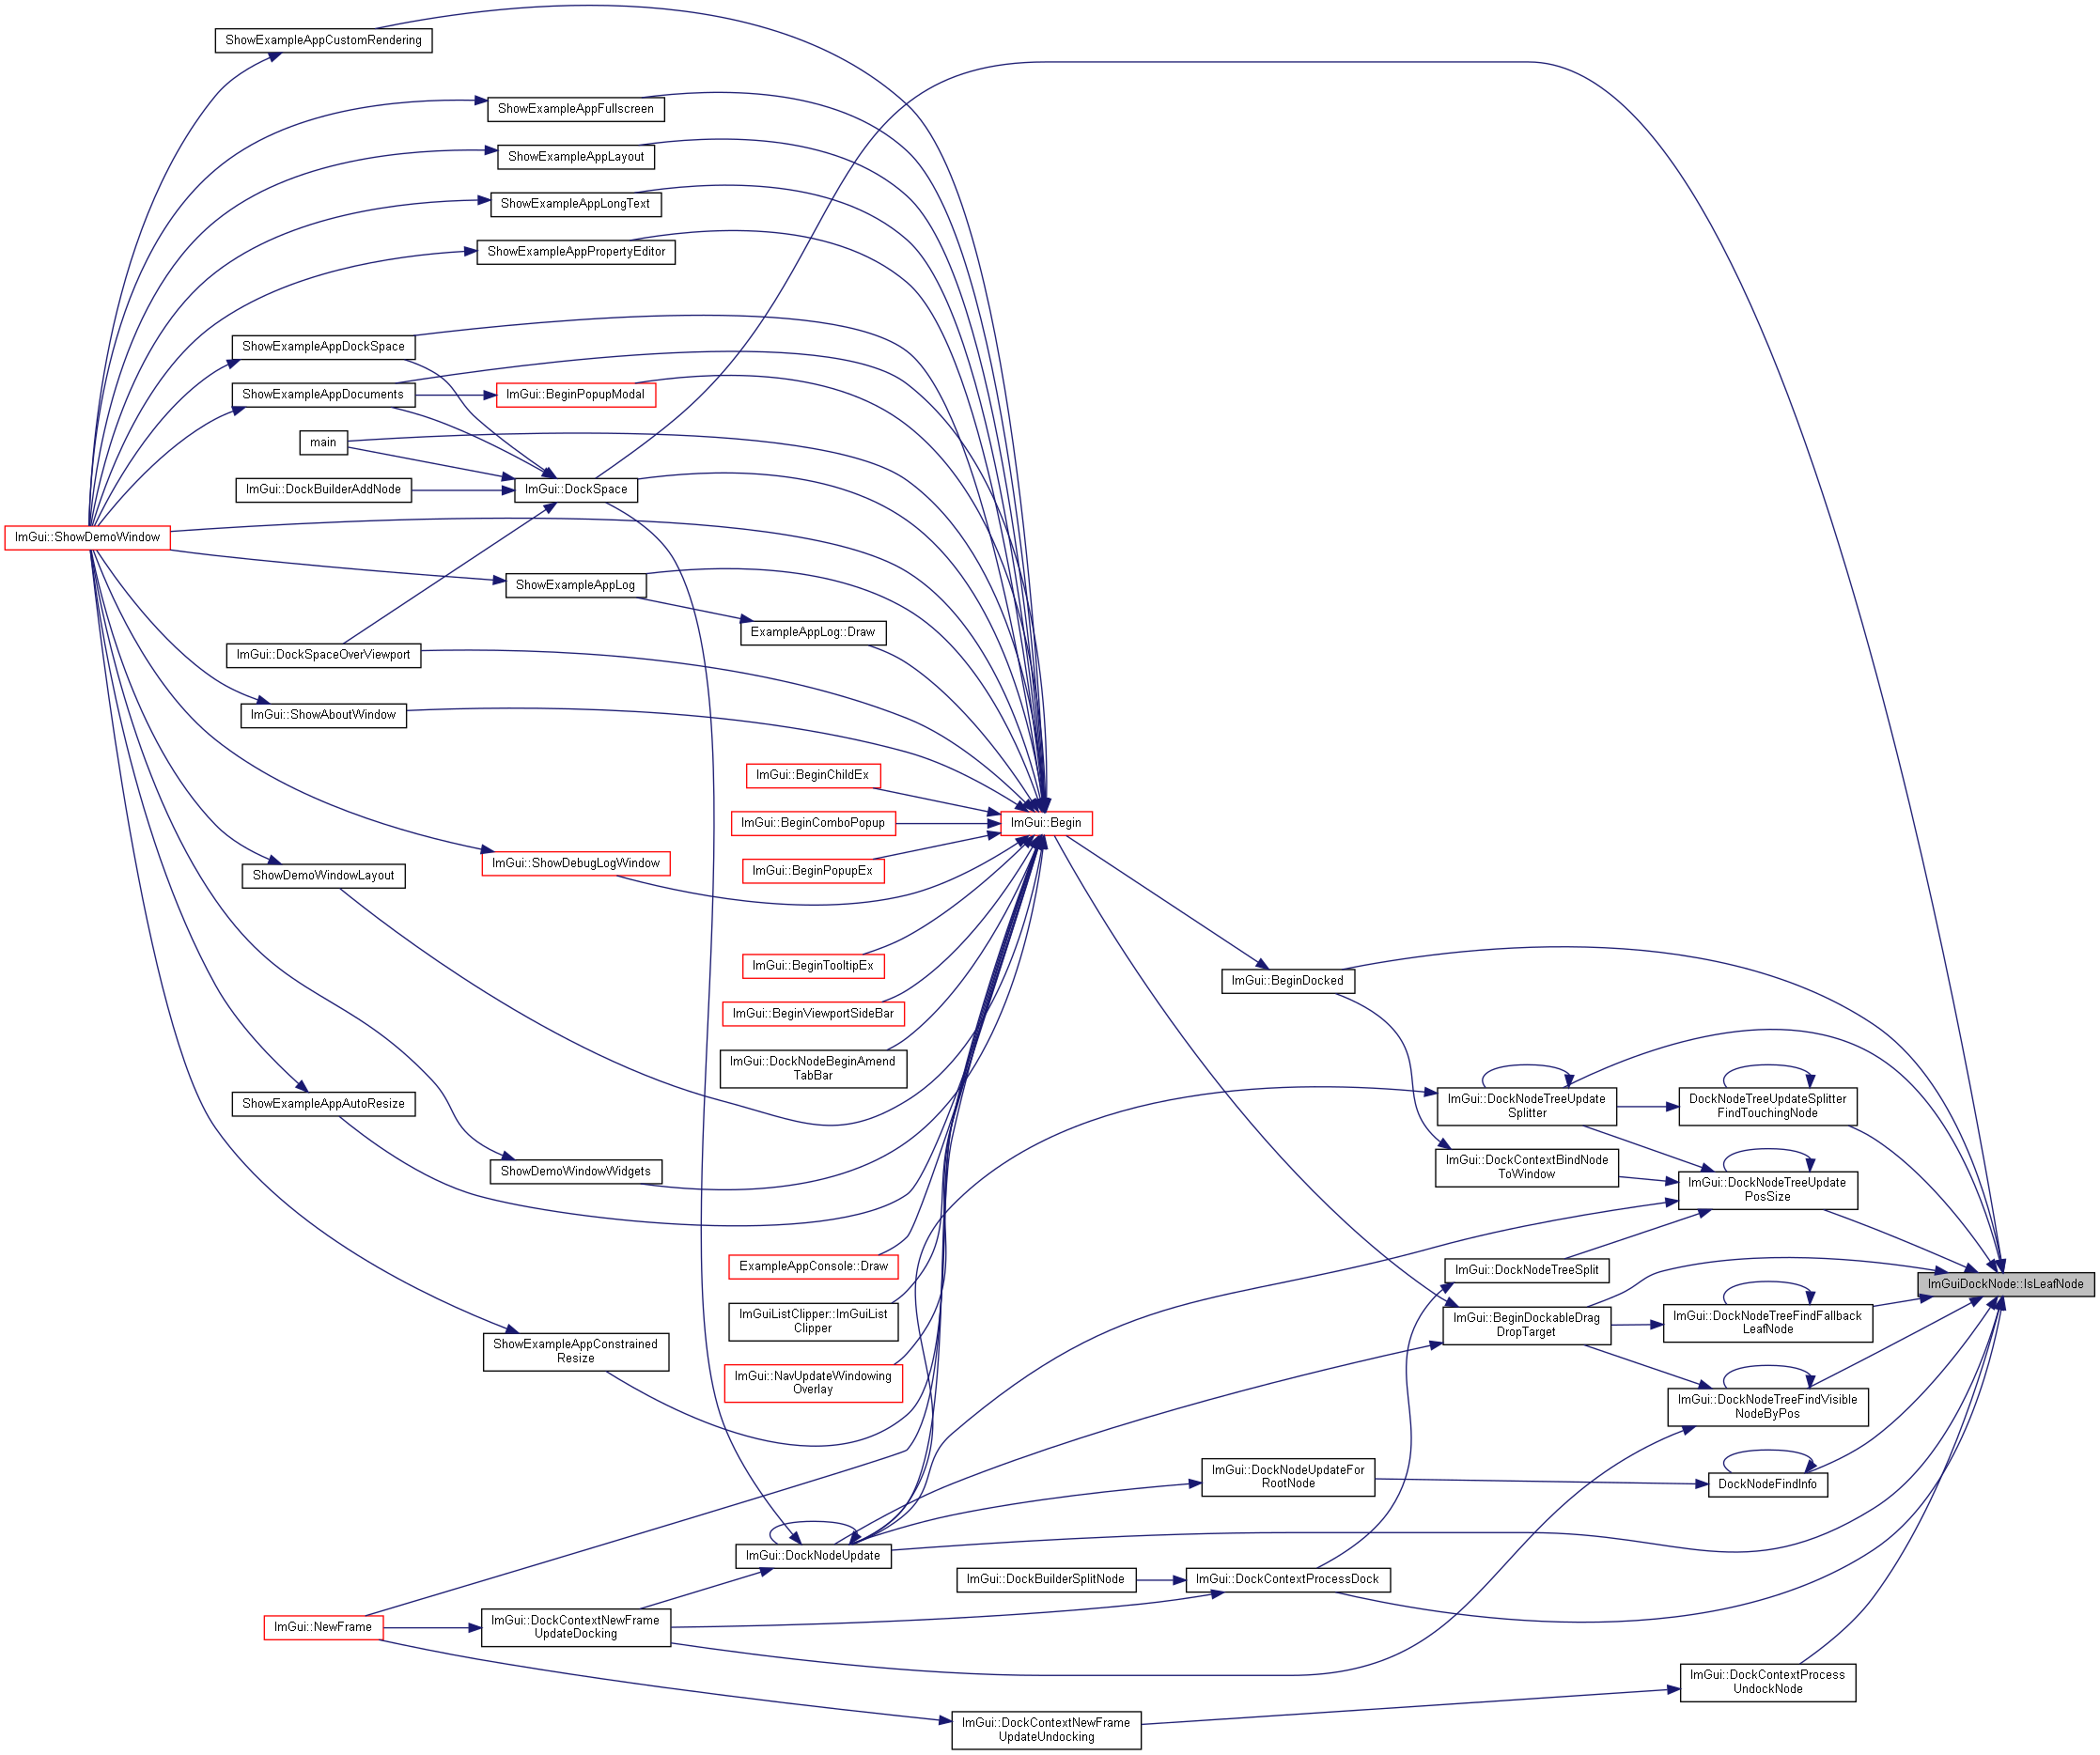 ShowExampleAppCustomRendering
ShowExampleAppFullscreen
ShowExampleAppLayout
ShowExampleAppLongText
ShowExampleAppPropertyEditor
ShowExampleAppDockSpace
ShowExampleAppDocuments
ImGui::BeginPopupModal
main
ImGui::DockBuilderAddNode
ImGui::DockSpace
ImGui::ShowDemoWindow
ShowExampleAppLog
ExampleAppLog::Draw
ImGui::DockSpaceOverViewport
ImGui::ShowAboutWindow
ImGui::BeginChildEx
ImGui::BeginComboPopup
ImGui::Begin
ImGui::ShowDebugLogWindow
ImGui::BeginPopupEx
ShowDemoWindowLayout
ImGui::BeginTooltipEx
ImGui::BeginDocked
ImGui::BeginViewportSideBar
ImGui::DockNodeBeginAmend
TabBar
ShowExampleAppAutoResize
ImGui::DockNodeTreeUpdate
Splitter
DockNodeTreeUpdateSplitter
FindTouchingNode
ShowDemoWindowWidgets
ImGui::DockContextBindNode
ToWindow
ImGui::DockNodeTreeUpdate
PosSize
ExampleAppConsole::Draw
ImGui::DockNodeTreeSplit
ImGuiDockNode::IsLeafNode
ImGuiListClipper::ImGuiList
Clipper
ImGui::BeginDockableDrag
DropTarget
ImGui::DockNodeTreeFindFallback
LeafNode
ShowExampleAppConstrained
Resize
ImGui::NavUpdateWindowing
Overlay
ImGui::DockNodeTreeFindVisible
NodeByPos
ImGui::DockNodeUpdateFor
RootNode
DockNodeFindInfo
ImGui::DockNodeUpdate
ImGui::DockBuilderSplitNode
ImGui::DockContextProcessDock
ImGui::NewFrame
ImGui::DockContextNewFrame
UpdateDocking
ImGui::DockContextProcess
UndockNode
ImGui::DockContextNewFrame
UpdateUndocking